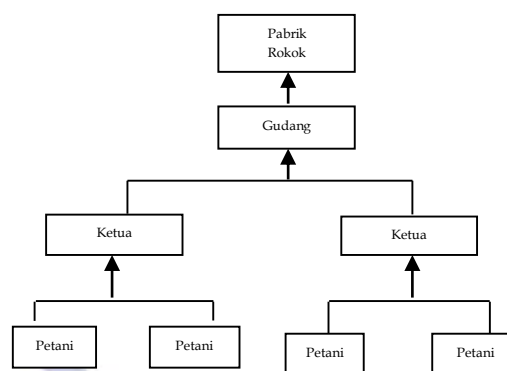 Pabrik
Rokok
Gudang
Ketua
Ketua
Petani
Petani
Petani
Petani